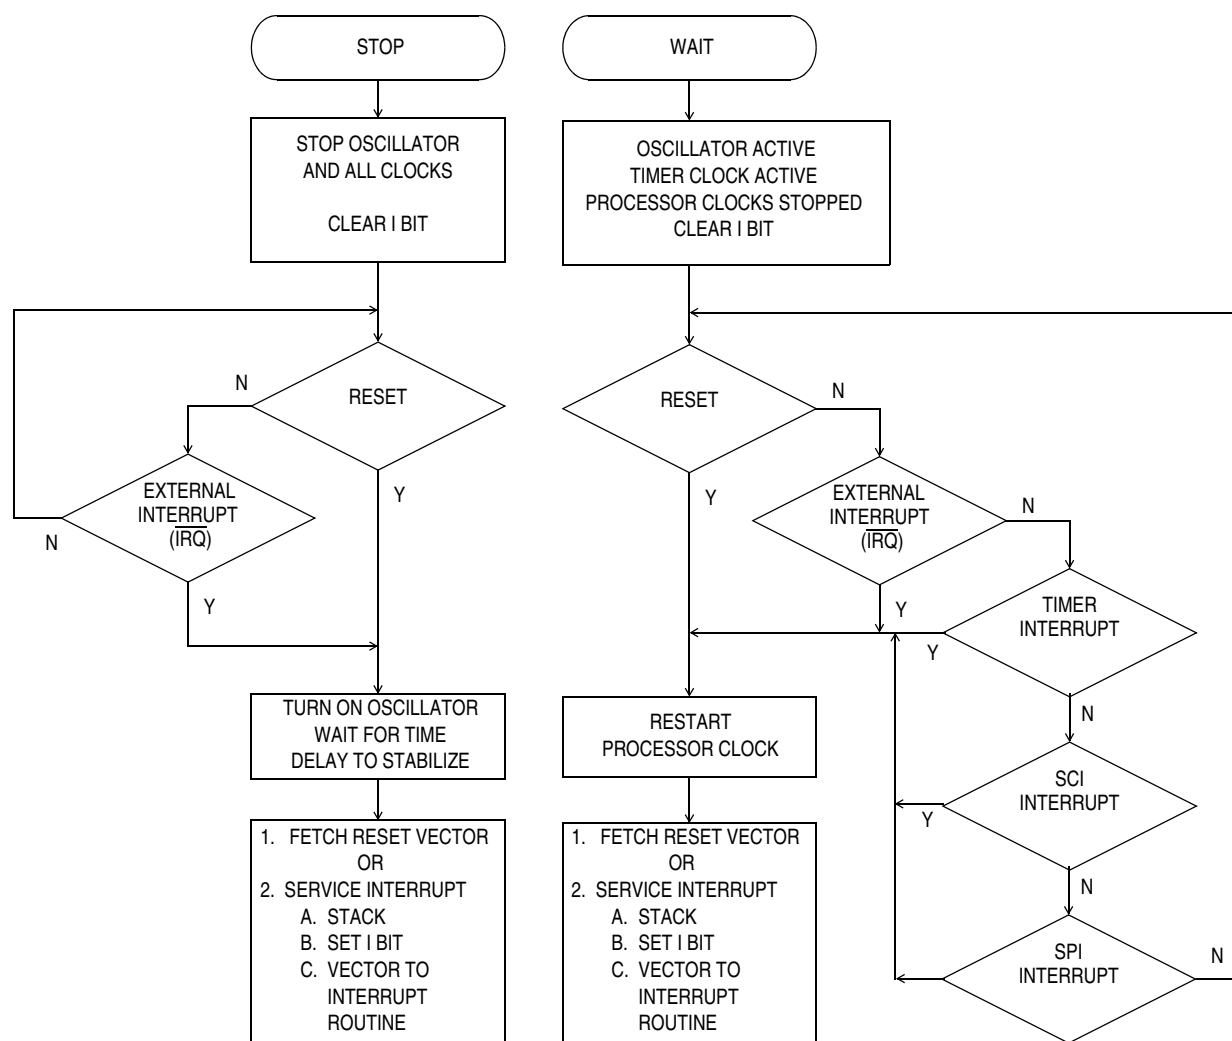 STOP
WAIT
STOP OSCILLATOR
AND ALL CLOCKS
CLEAR I BIT
OSCILLATOR ACTIVE
TIMER CLOCK ACTIVE
PROCESSOR CLOCKS STOPPED
CLEAR I BIT
RESET
N
Y
EXTERNAL
INTERRUPT
(IRQ)
N
Y
RESET
N
Y
EXTERNAL
INTERRUPT
(IRQ)
N
Y
TIMER
INTERRUPT
Y
N
TURN ON OSCILLATOR
WAIT FOR TIME
DELAY TO STABILIZE
RESTART
PROCESSOR CLOCK
SCI
INTERRUPT
Y
N
1. FETCH RESET VECTOR
OR
2. SERVICE INTERRUPT
A. STACK
B. SET I BIT
C. VECTOR TO
INTERRUPT
ROUTINE
1. FETCH RESET VECTOR
OR
2. SERVICE INTERRUPT
A. STACK
B. SET I BIT
C. VECTOR TO
INTERRUPT
ROUTINE
SPI
INTERRUPT
N